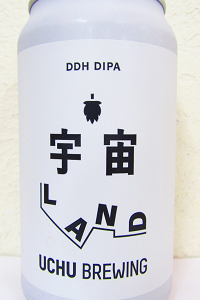 DDH DIPA
宇宙
LAND
UCHU BREWING